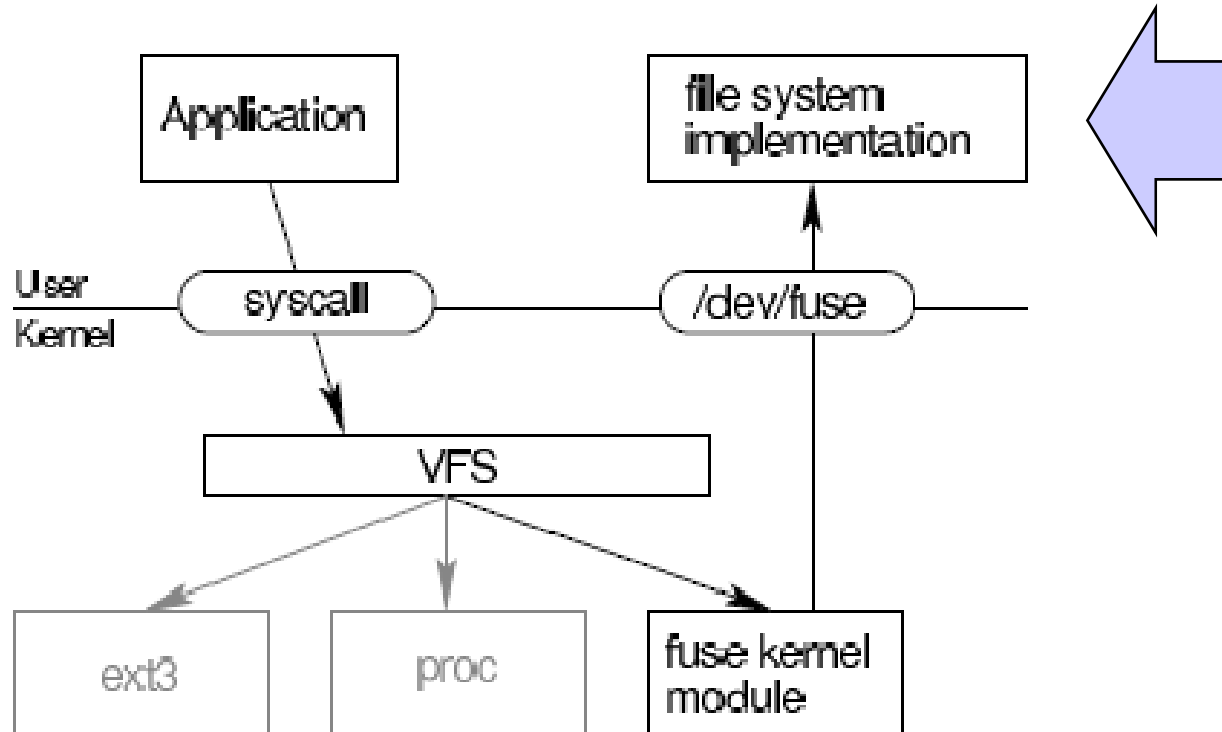 Application
file system
implementation
User
syscall
/dev/fuse
Kernel
VFS
ext3
proc
fuse kernel
module